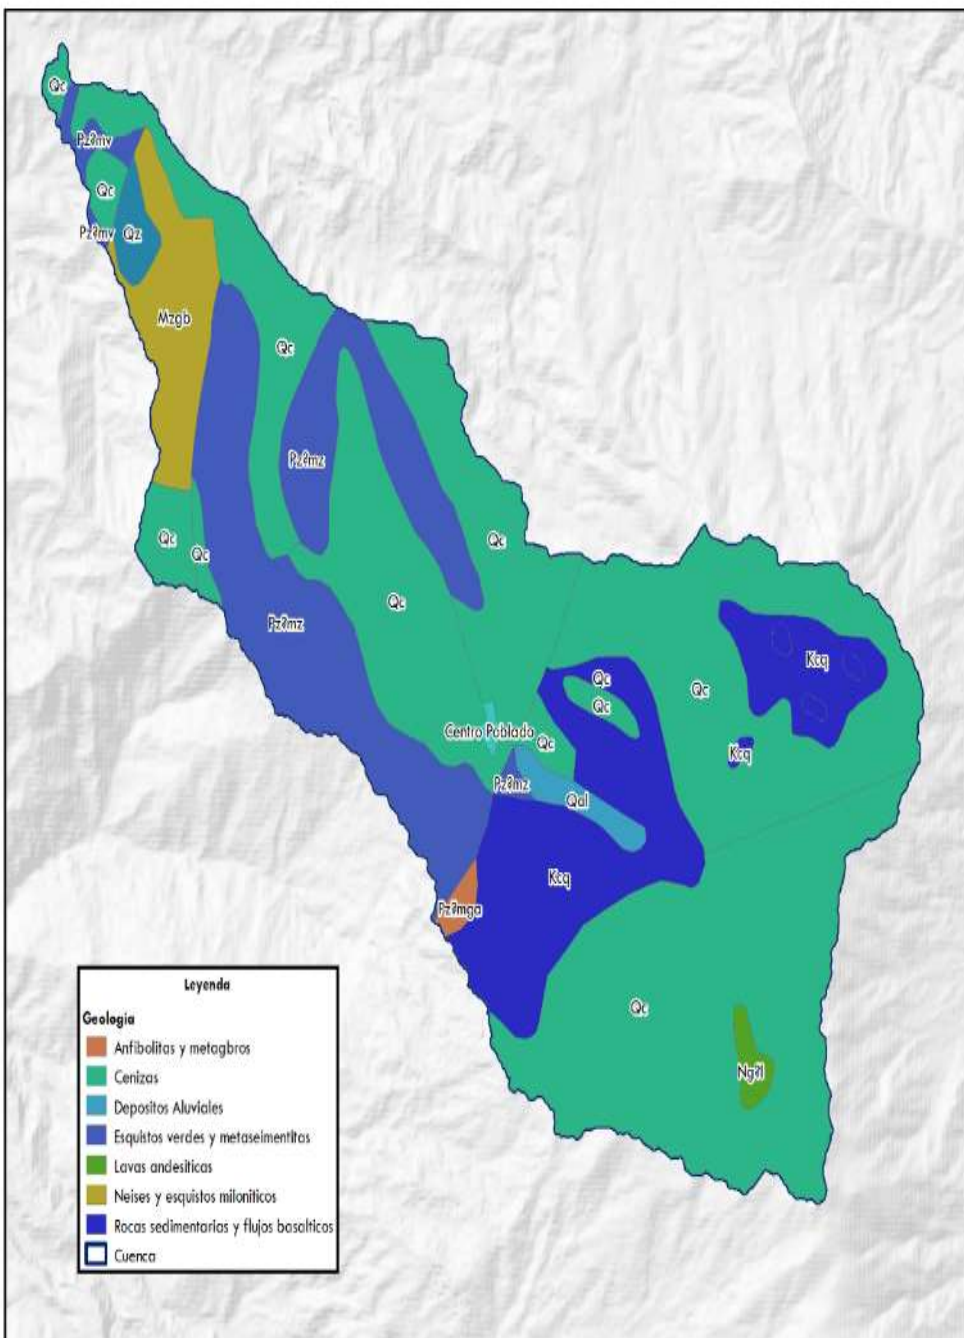 Qc
Pz?mv
Qc
Pz?mv
Qz
Mzgb
Qc
Pz?mz
Qc
Qc
Qc
Qc
Pz?mz
Kcq
Qc
Qc
Qc
Centro Poblado
Qc
Kcq
Pz?mz
Qal
Kcq
Pz?mga
Qc
Ng?l
Leyenda
Geologia
Anfibolitas y metagbros
Cenizas
Depositos Aluviales
Esquistos verdes y metaseimentitas
Lavas andesiticas
Neises y esquistos miloniticos
Rocas sedimentarias y flujos basalticos
Cuenca